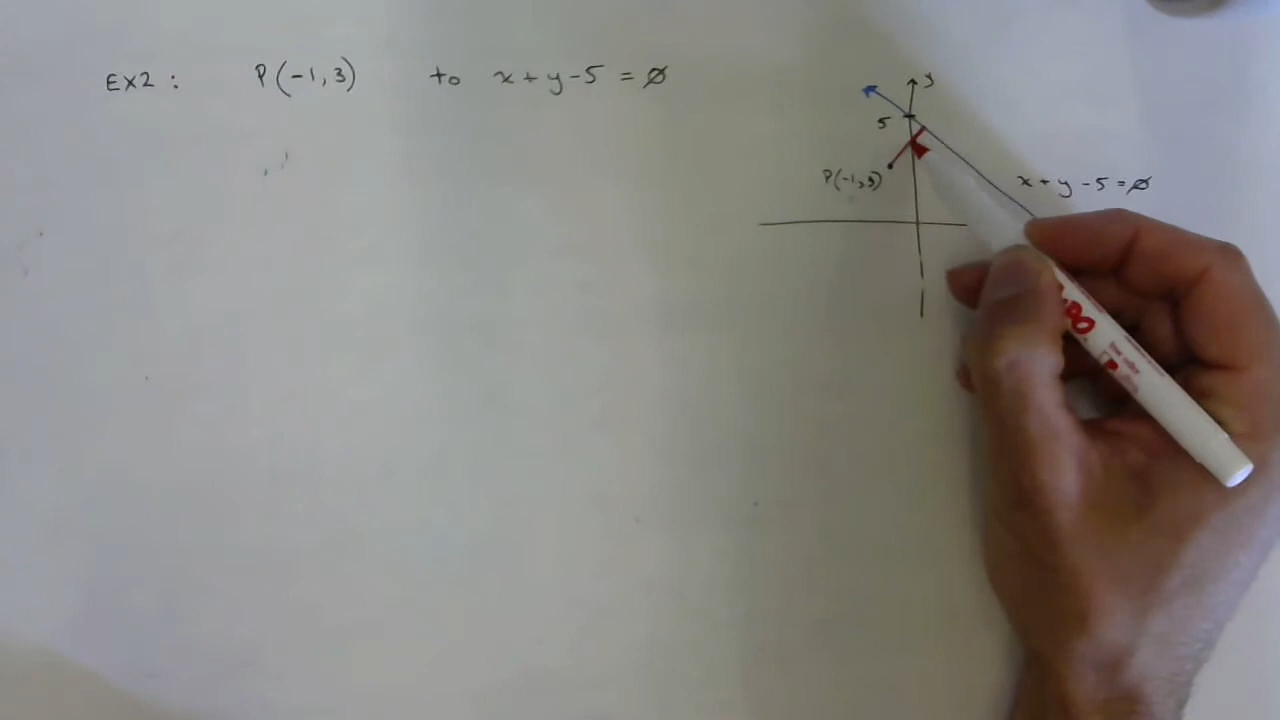 EX2 : P(-1,3) to x+y-5=∅
y
5
P(-1,3)
x+y-5=∅